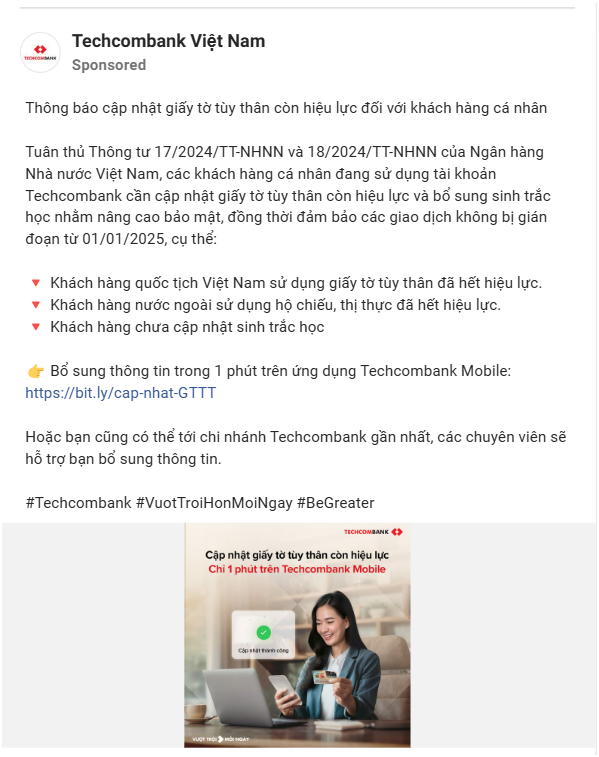 Techcombank Việt Nam
Sponsored
TECHCOMBANK
Thông báo cập nhật giấy tờ tùy thân còn hiệu lực đối với khách hàng cá nhân
Tuân thủ Thông tư 17/2024/TT-NHNN và 18/2024/TT-NHNN của Ngân hàng
Nhà nước Việt Nam, các khách hàng cá nhân đang sử dụng tài khoản
Techcombank cần cập nhật giấy tờ tùy thân còn hiệu lực và bổ sung sinh trắc
học nhằm nâng cao bảo mật, đồng thời đảm bảo các giao dịch không bị gián
đoạn từ 01/01/2025, cụ thể:
🔻 Khách hàng quốc tịch Việt Nam sử dụng giấy tờ tùy thân đã hết hiệu lực.
🔻 Khách hàng nước ngoài sử dụng hộ chiếu, thị thực đã hết hiệu lực.
🔻 Khách hàng chưa cập nhật sinh trắc học
👉 Bổ sung thông tin trong 1 phút trên ứng dụng Techcombank Mobile:
https://bit.ly/cap-nhat-GTTT
Hoặc bạn cũng có thể tới chi nhánh Techcombank gần nhất, các chuyên viên sẽ
hỗ trợ bạn bổ sung thông tin.
#Techcombank #VuotTroiHonMoiNgay #BeGreater
TECHCOMBANK
Cập nhật giấy tờ tùy thân còn hiệu lực
Chỉ 1 phút trên Techcombank Mobile
Cập nhật thành công
VƯỢT TRỘI MỖI NGÀY